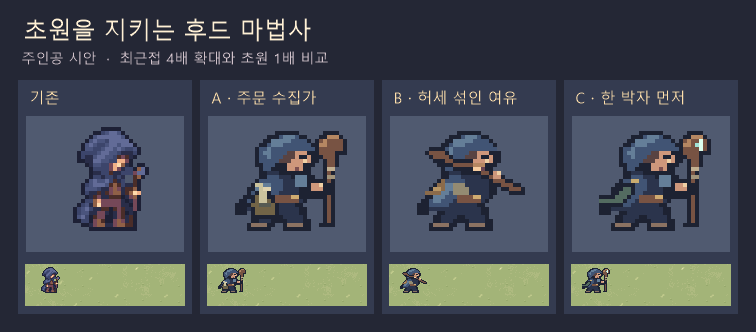 초원을 지키는 후드 마법사
주인공 시안 · 최근접 4배 확대와 초원 1배 비교
기존
A · 주문 수집가
B · 허세 섞인 여유
C · 한 박자 먼저